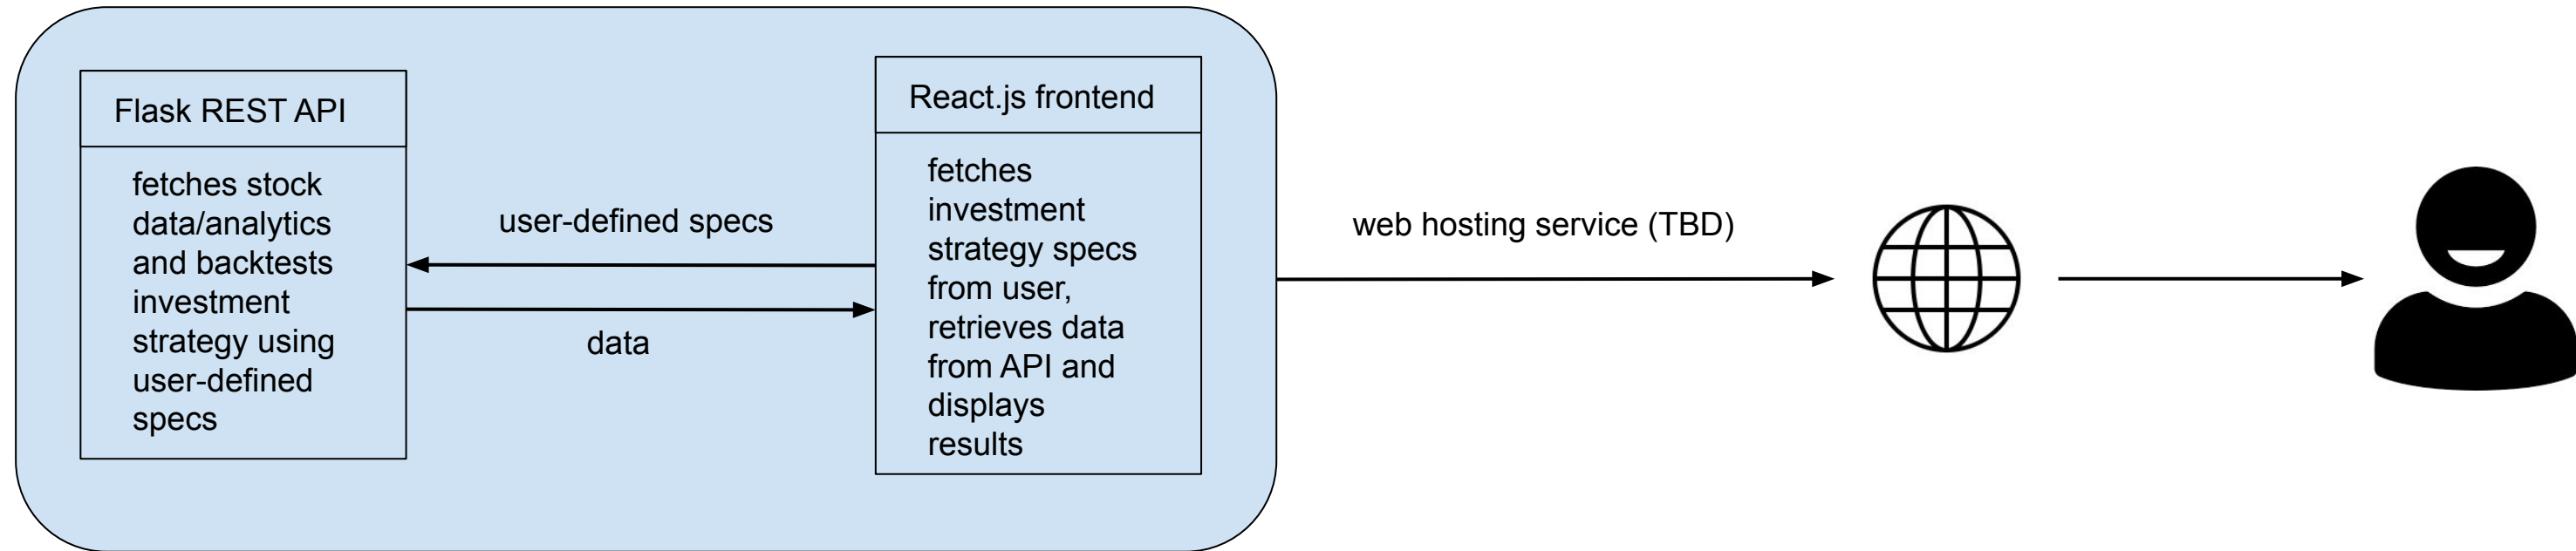 Flask REST API
fetches stock
data/analytics
and backtests
investment
strategy using
user-defined
specs
user-defined specs
data
React.js frontend
fetches
investment
strategy specs
from user,
retrieves data
from API and
displays
results
web hosting service (TBD)